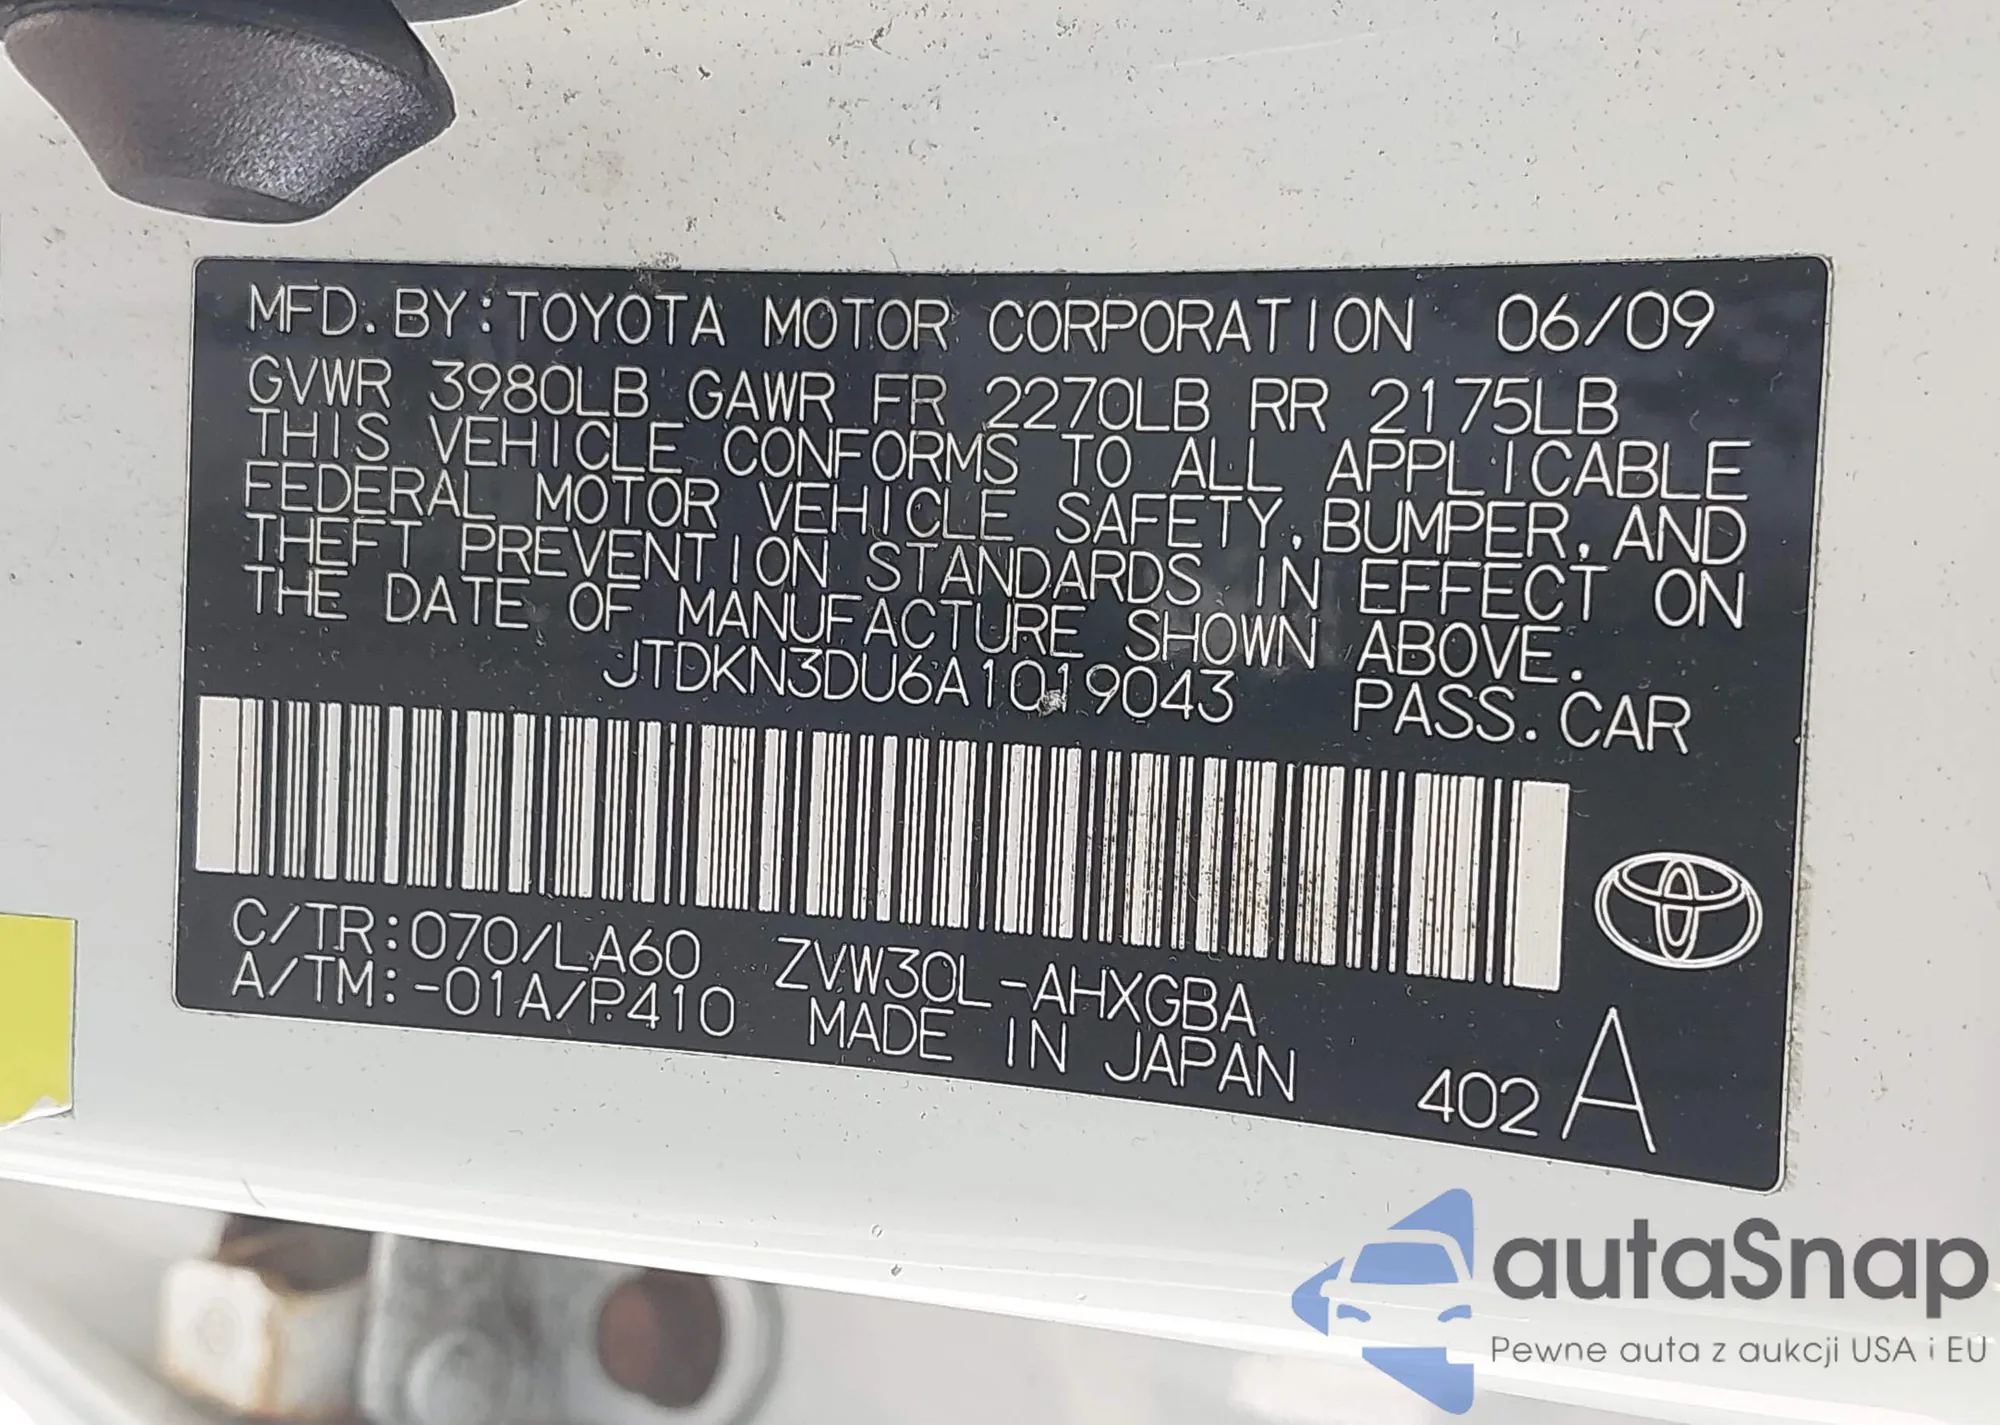 MFD. BY: TOYOTA MOTOR CORPORATION 06/09
GVWR 3980LB GAWR FR 2270LB RR 2175LB
THIS VEHICLE CONFORMS TO ALL APPLICABLE
FEDERAL MOTOR VEHICLE SAFETY, BUMPER, AND
THEFT PREVENTION STANDARDS IN EFFECT ON
THE DATE OF MANUFACTURE SHOWN ABOVE.
JTDKN3DU6A1019043 PASS. CAR
C/TR: 070/LA60 ZVW30L-AHXGBA
A/TM: -01A/P410 MADE IN JAPAN
402 A
autaSnap
Pewne auta z aukcji USA i EU